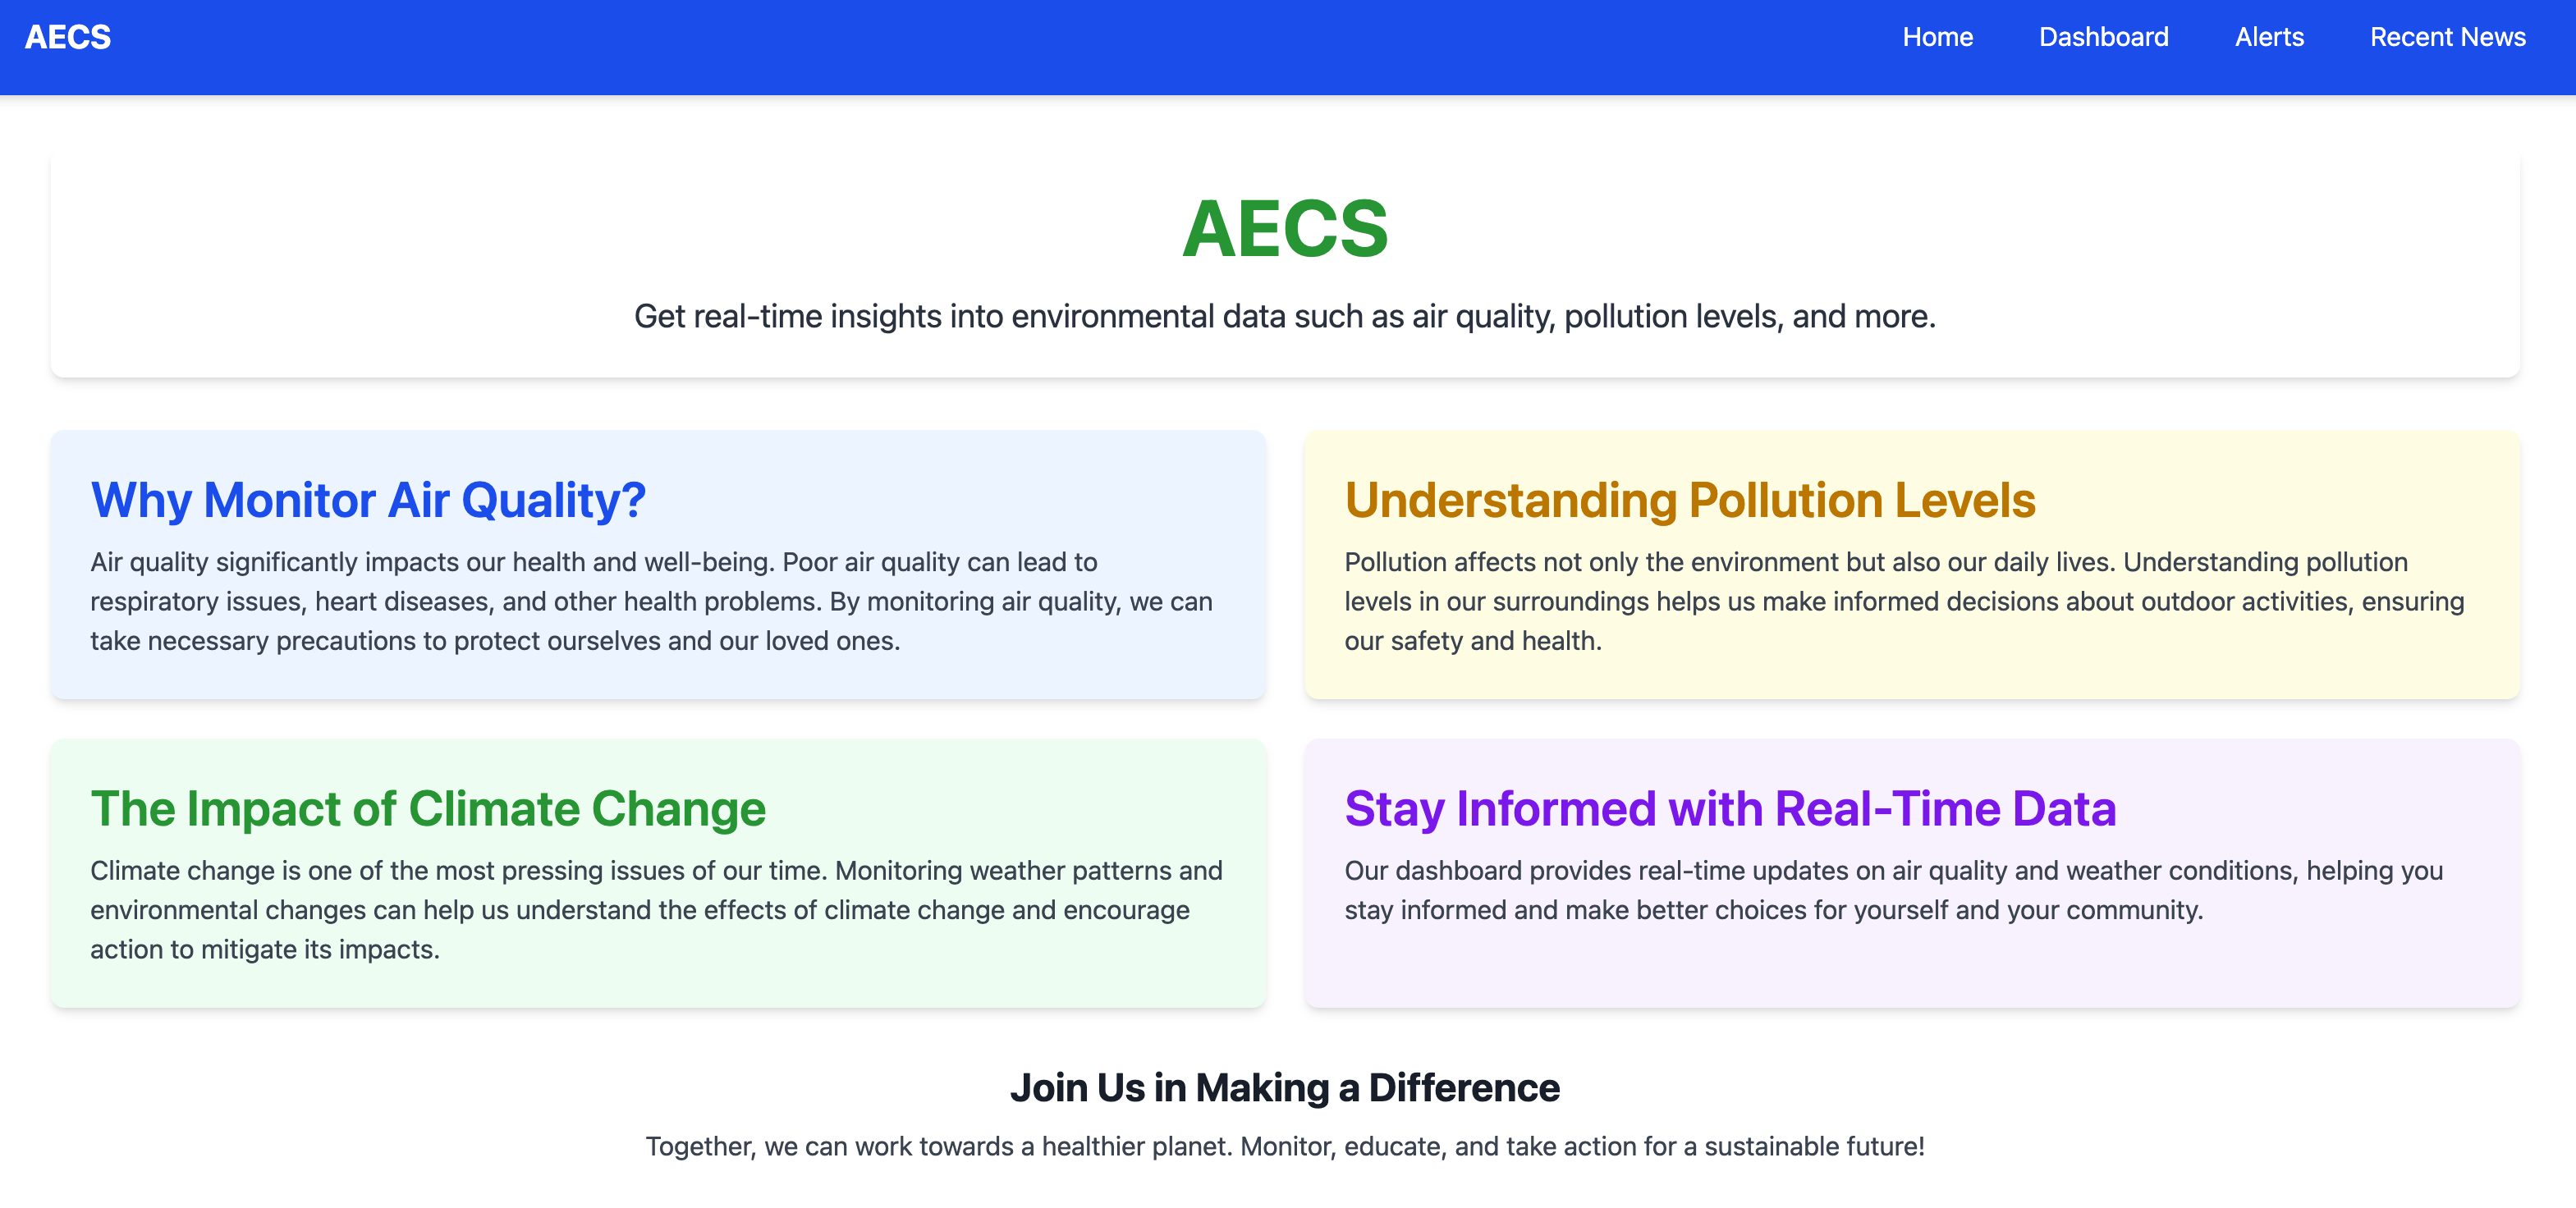 AECS
Home
Dashboard
Alerts
Recent News
AECS
Get real-time insights into environmental data such as air quality, pollution levels, and more.
Why Monitor Air Quality?
Air quality significantly impacts our health and well-being. Poor air quality can lead to
respiratory issues, heart diseases, and other health problems. By monitoring air quality, we can
take necessary precautions to protect ourselves and our loved ones.
Understanding Pollution Levels
Pollution affects not only the environment but also our daily lives. Understanding pollution
levels in our surroundings helps us make informed decisions about outdoor activities, ensuring
our safety and health.
The Impact of Climate Change
Climate change is one of the most pressing issues of our time. Monitoring weather patterns and
environmental changes can help us understand the effects of climate change and encourage
action to mitigate its impacts.
Stay Informed with Real-Time Data
Our dashboard provides real-time updates on air quality and weather conditions, helping you
stay informed and make better choices for yourself and your community.
Join Us in Making a Difference
Together, we can work towards a healthier planet. Monitor, educate, and take action for a sustainable future!